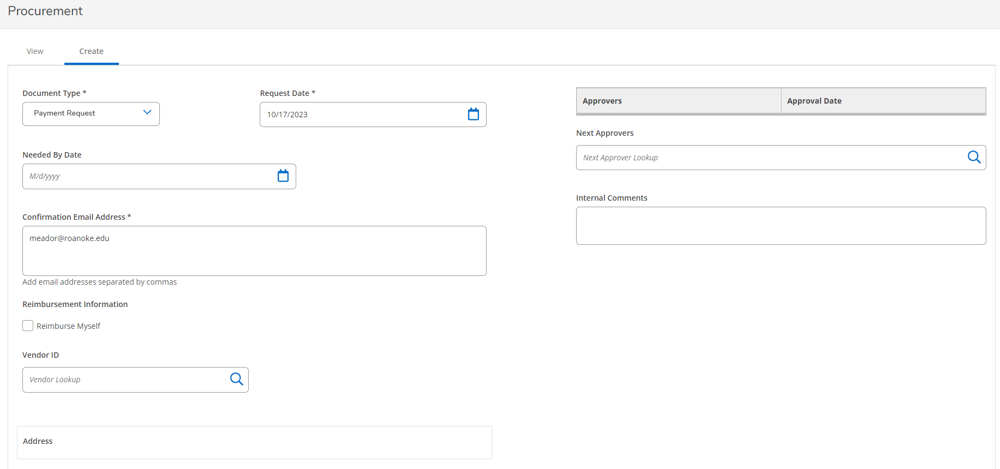 Procurement
View
Create
Document Type *
Payment Request
Request Date *
10/17/2023
Needed By Date
M/d/yyyy
Confirmation Email Address *
meador@roanoke.edu
Add email addresses separated by commas
Reimbursement Information
Reimburse Myself
Vendor ID
Vendor Lookup
Address
Approvers
Approval Date
Next Approvers
Next Approver Lookup
Internal Comments